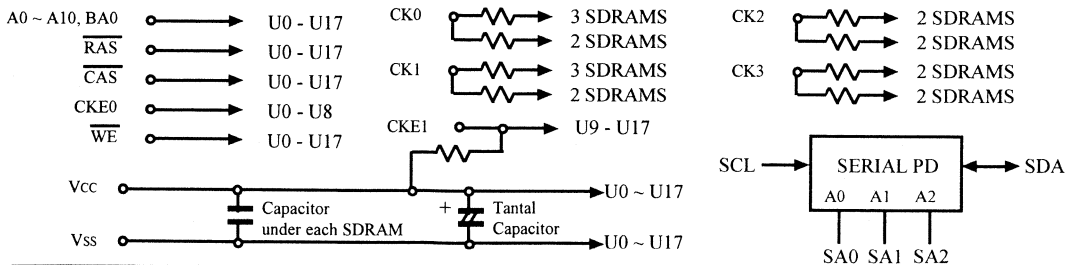 A0 ~ A10, BA0 U0 - U17
RAS U0 - U17
CAS U0 - U17
CKE0 U0 - U8
WE U0 - U17
CK0 3 SDRAMS
2 SDRAMS
CK1 3 SDRAMS
2 SDRAMS
CKE1 U9 - U17
CK2 2 SDRAMS
2 SDRAMS
CK3 2 SDRAMS
2 SDRAMS
Vcc U0 ~ U17
Capacitor
under each SDRAM
+ Tantal
Capacitor
Vss U0 ~ U17
SCL SERIAL PD SDA
A0 A1 A2
SA0 SA1 SA2